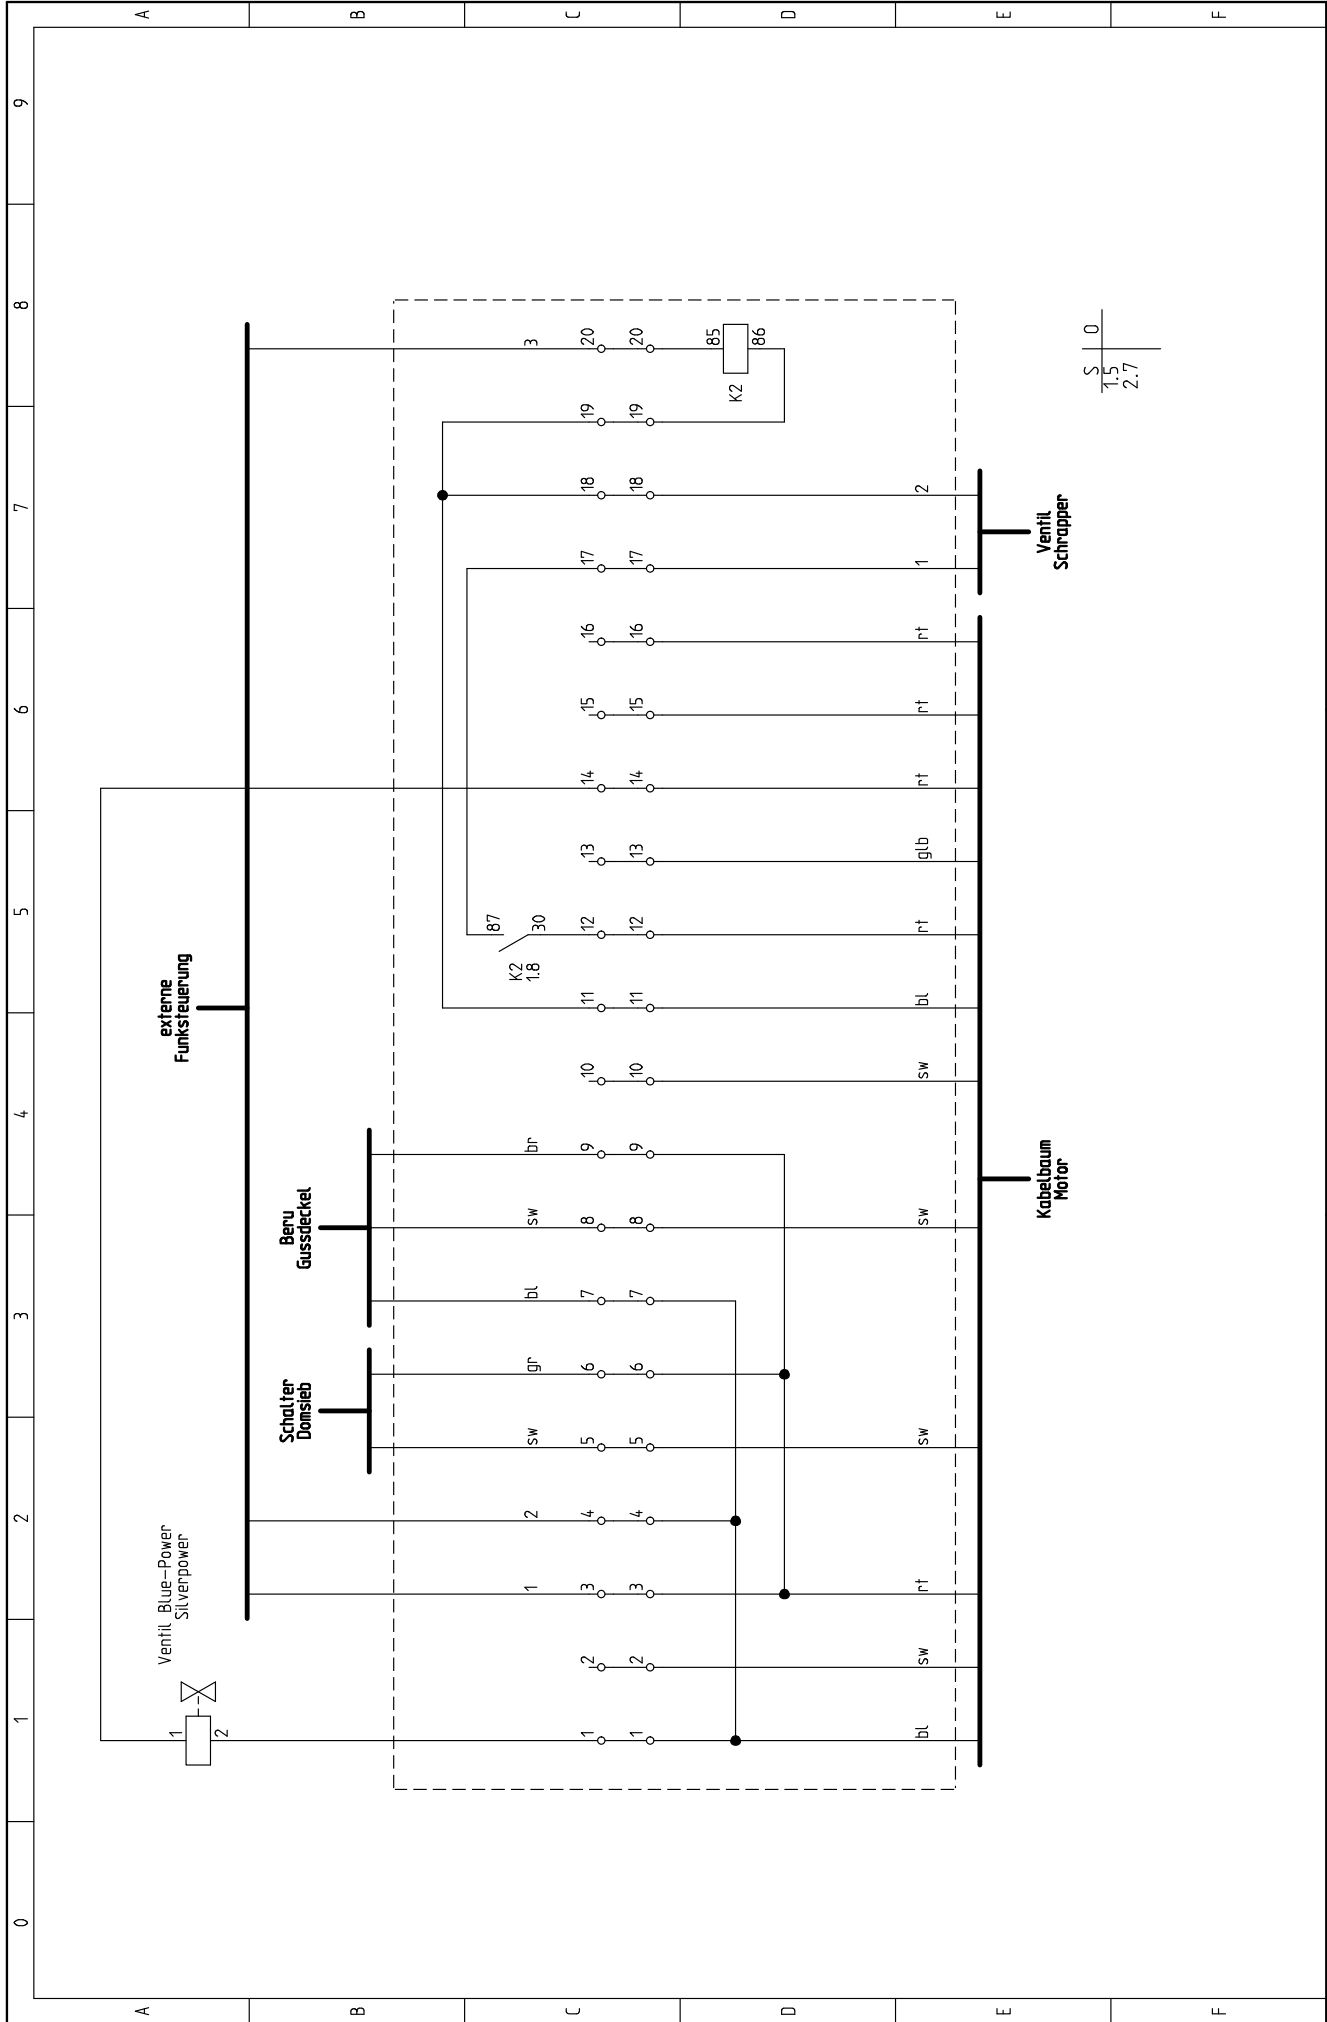 0 1 2 3 4 5 6 7 8 9
A
A
Ventil Blue-Power
Silverpower
1
2
externe
Funksteuerung
B
B
Schalter
Domsieb
Beru
Gussdeckel
C
C
K2
1.8
87
30
1 2 sw gr bl sw br 3
1 2 3 4 5 6 7 8 9 10 11 12 13 14 15 16 17 18 19 20
1 2 3 4 5 6 7 8 9 10 11 12 13 14 15 16 17 18 19 20
D
D
K2
85
86
bl sw rt sw sw sw bl rt glb rt rt rt 1 2
E
E
Kabelbaum
Motor
Ventil
Schrapper
S O
1.5
2.7
F
F